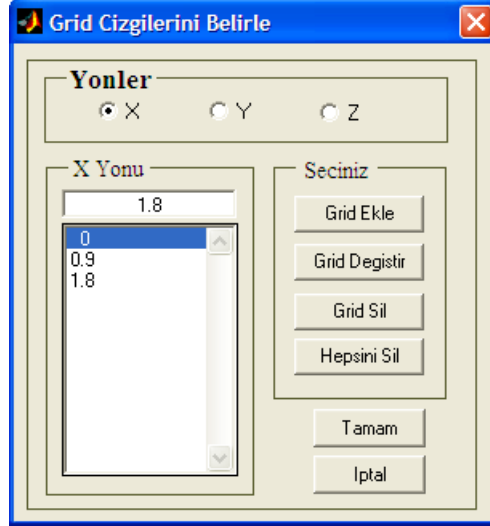 Grid Cizgilerini Belirle
Yonler
X Y Z
X Yonu
1.8
0
0.9
1.8
Seciniz
Grid Ekle
Grid Degistir
Grid Sil
Hepsini Sil
Tamam
Iptal